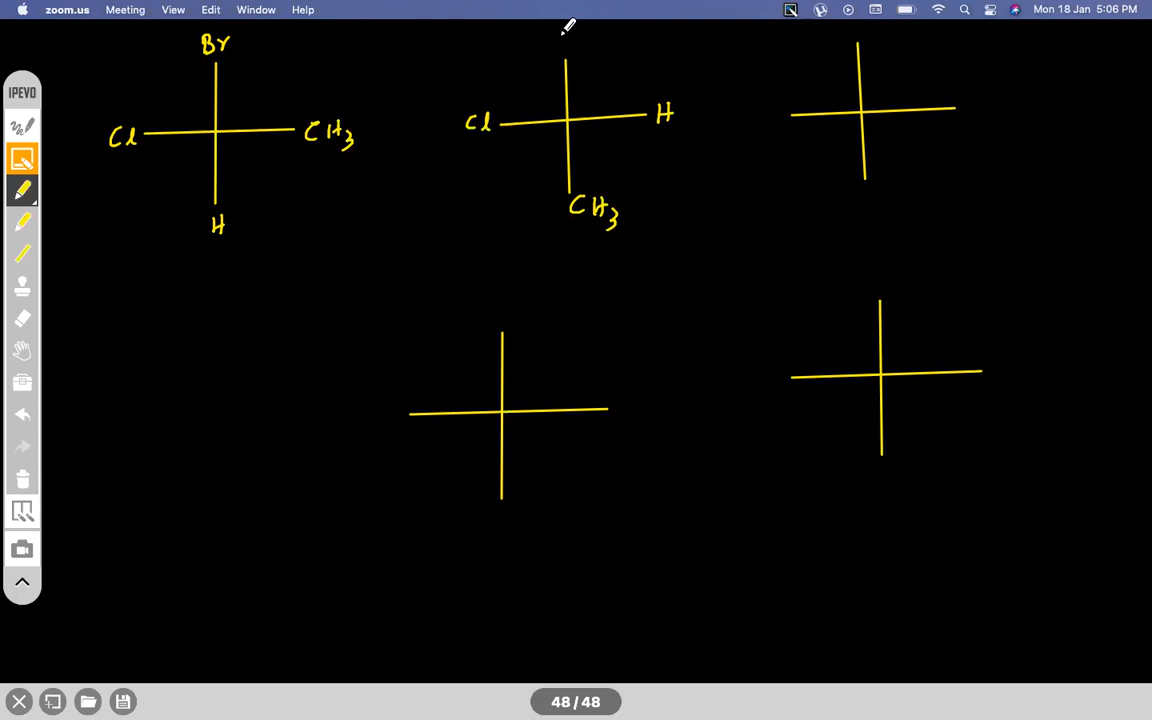 zoom.us Meeting View Edit Window Help Mon 18 Jan 5:06 PM
IPEVO
Br
Cl CH3
H
Cl H
CH3
48 / 48